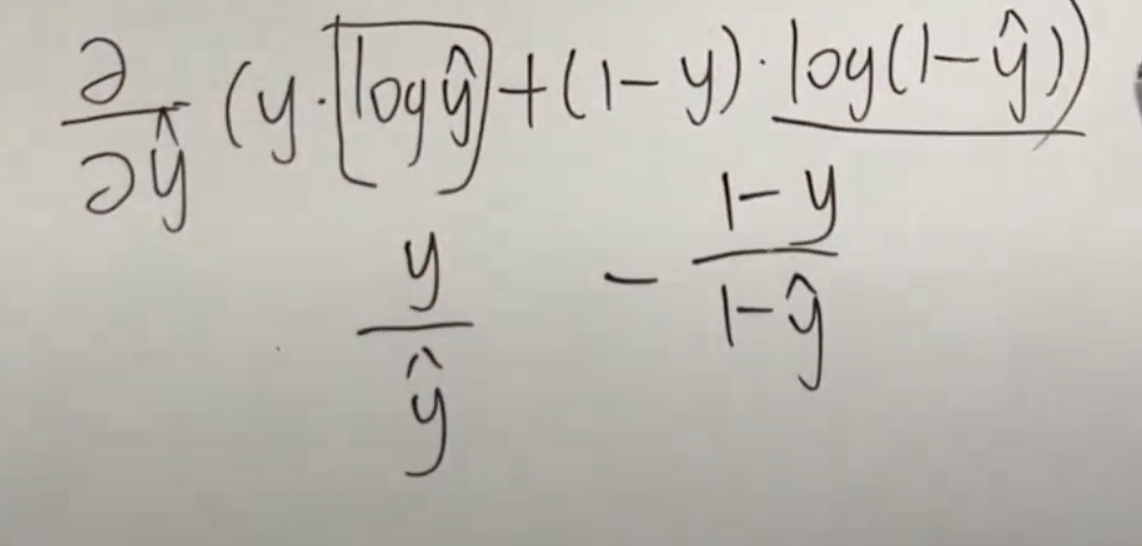 ∂/∂ŷ (y · log ŷ + (1 − y) · log(1 − ŷ))
y/ŷ − (1 − y)/(1 − ŷ)